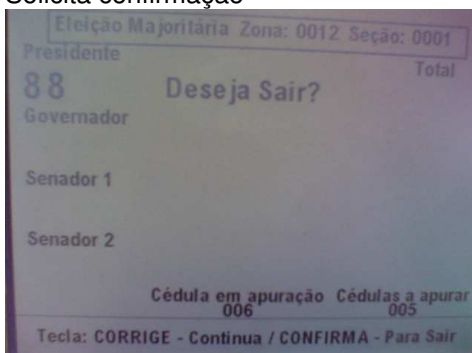 Solicita confirmação
Eleição Majoritária Zona: 0012 Seção: 0001
Presidente
Total
88 Deseja Sair?
Governador
Senador 1
Senador 2
Cédula em apuração Cédulas a apurar
006 005
Tecla: CORRIGE - Continua / CONFIRMA - Para Sair